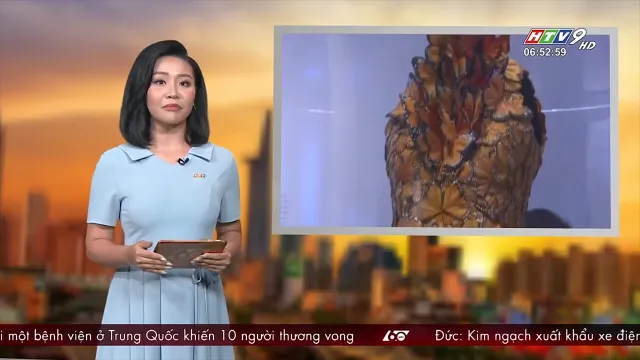 HTV9 HD
06:52:59
i một bệnh viện ở Trung Quốc khiến 10 người thương vong
Đức: Kim ngạch xuất khẩu xe điện